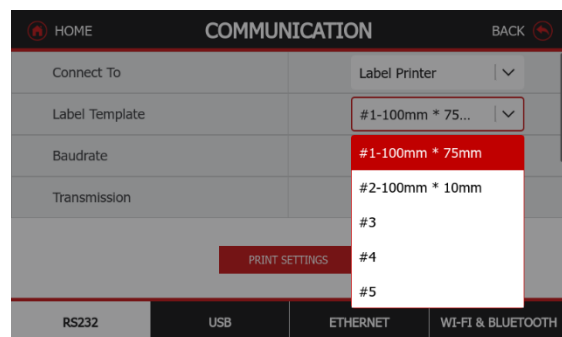 HOME COMMUNICATION BACK
Connect To Label Printer
Label Template #1-100mm * 75...
Baudrate #1-100mm * 75mm
#2-100mm * 10mm
Transmission
#3
PRINT SETTINGS #4
#5
RS232 USB ETHERNET WI-FI & BLUETOOTH